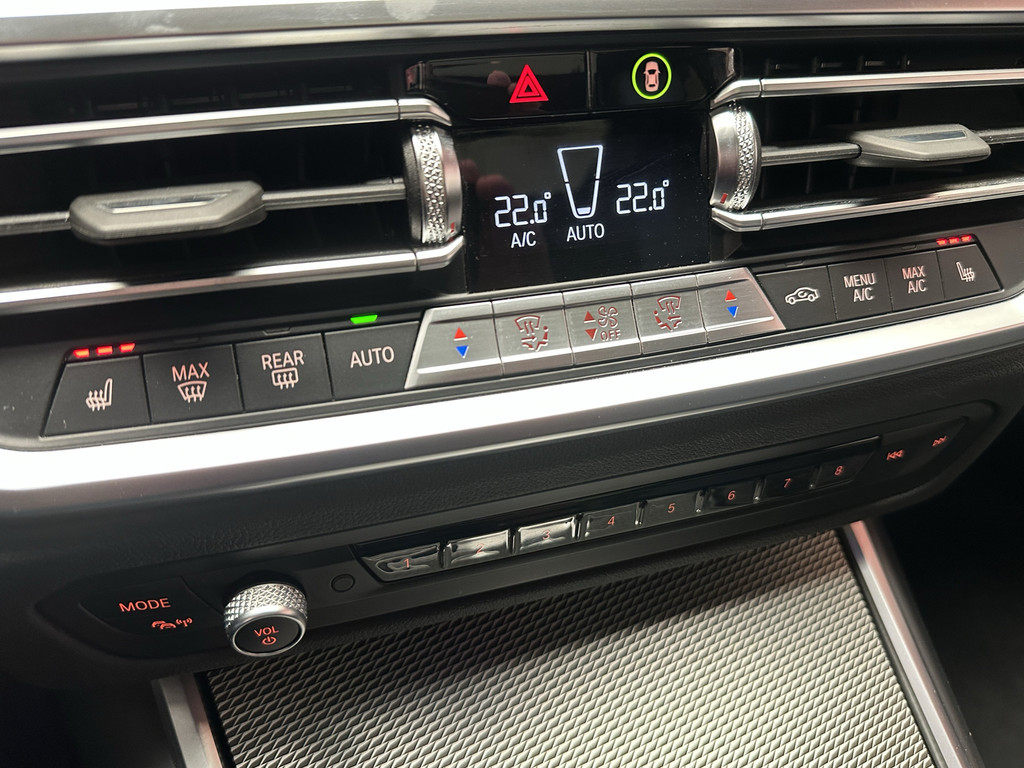 22.0° 22.0°
A/C AUTO
MENU A/C
MAX A/C
MAX
REAR
AUTO
OFF
1 2 3 4 5 6 7 8
MODE
VOL